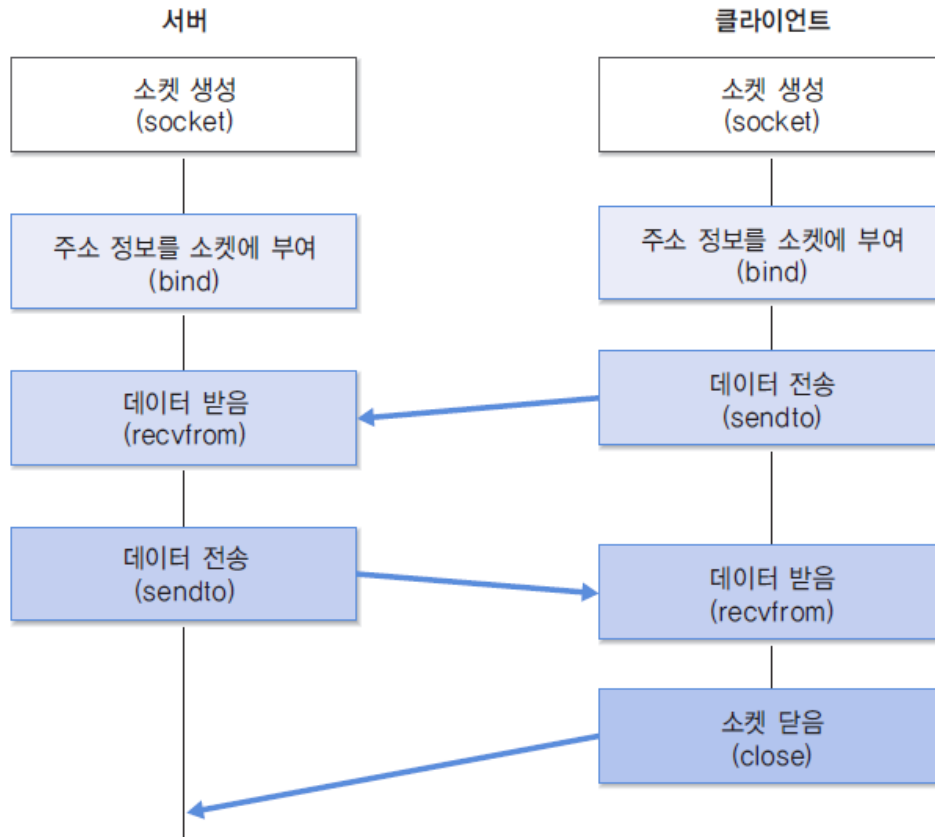 서버
소켓 생성
(socket)
주소 정보를 소켓에 부여
(bind)
데이터 받음
(recvfrom)
데이터 전송
(sendto)
클라이언트
소켓 생성
(socket)
주소 정보를 소켓에 부여
(bind)
데이터 전송
(sendto)
데이터 받음
(recvfrom)
소켓 닫음
(close)